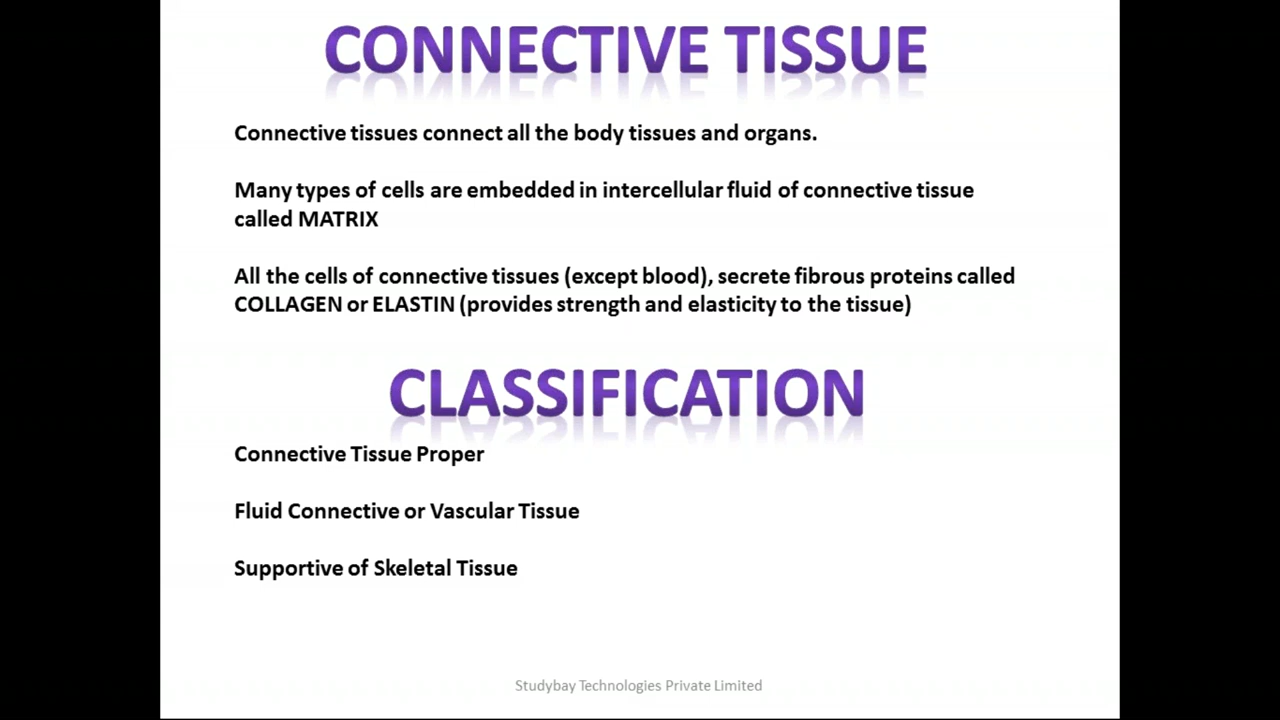 CONNECTIVE TISSUE
Connective tissues connect all the body tissues and organs.
Many types of cells are embedded in intercellular fluid of connective tissue
called MATRIX
All the cells of connective tissues (except blood), secrete fibrous proteins called
COLLAGEN or ELASTIN (provides strength and elasticity to the tissue)
CLASSIFICATION
Connective Tissue Proper
Fluid Connective or Vascular Tissue
Supportive of Skeletal Tissue
Studybay Technologies Private Limited